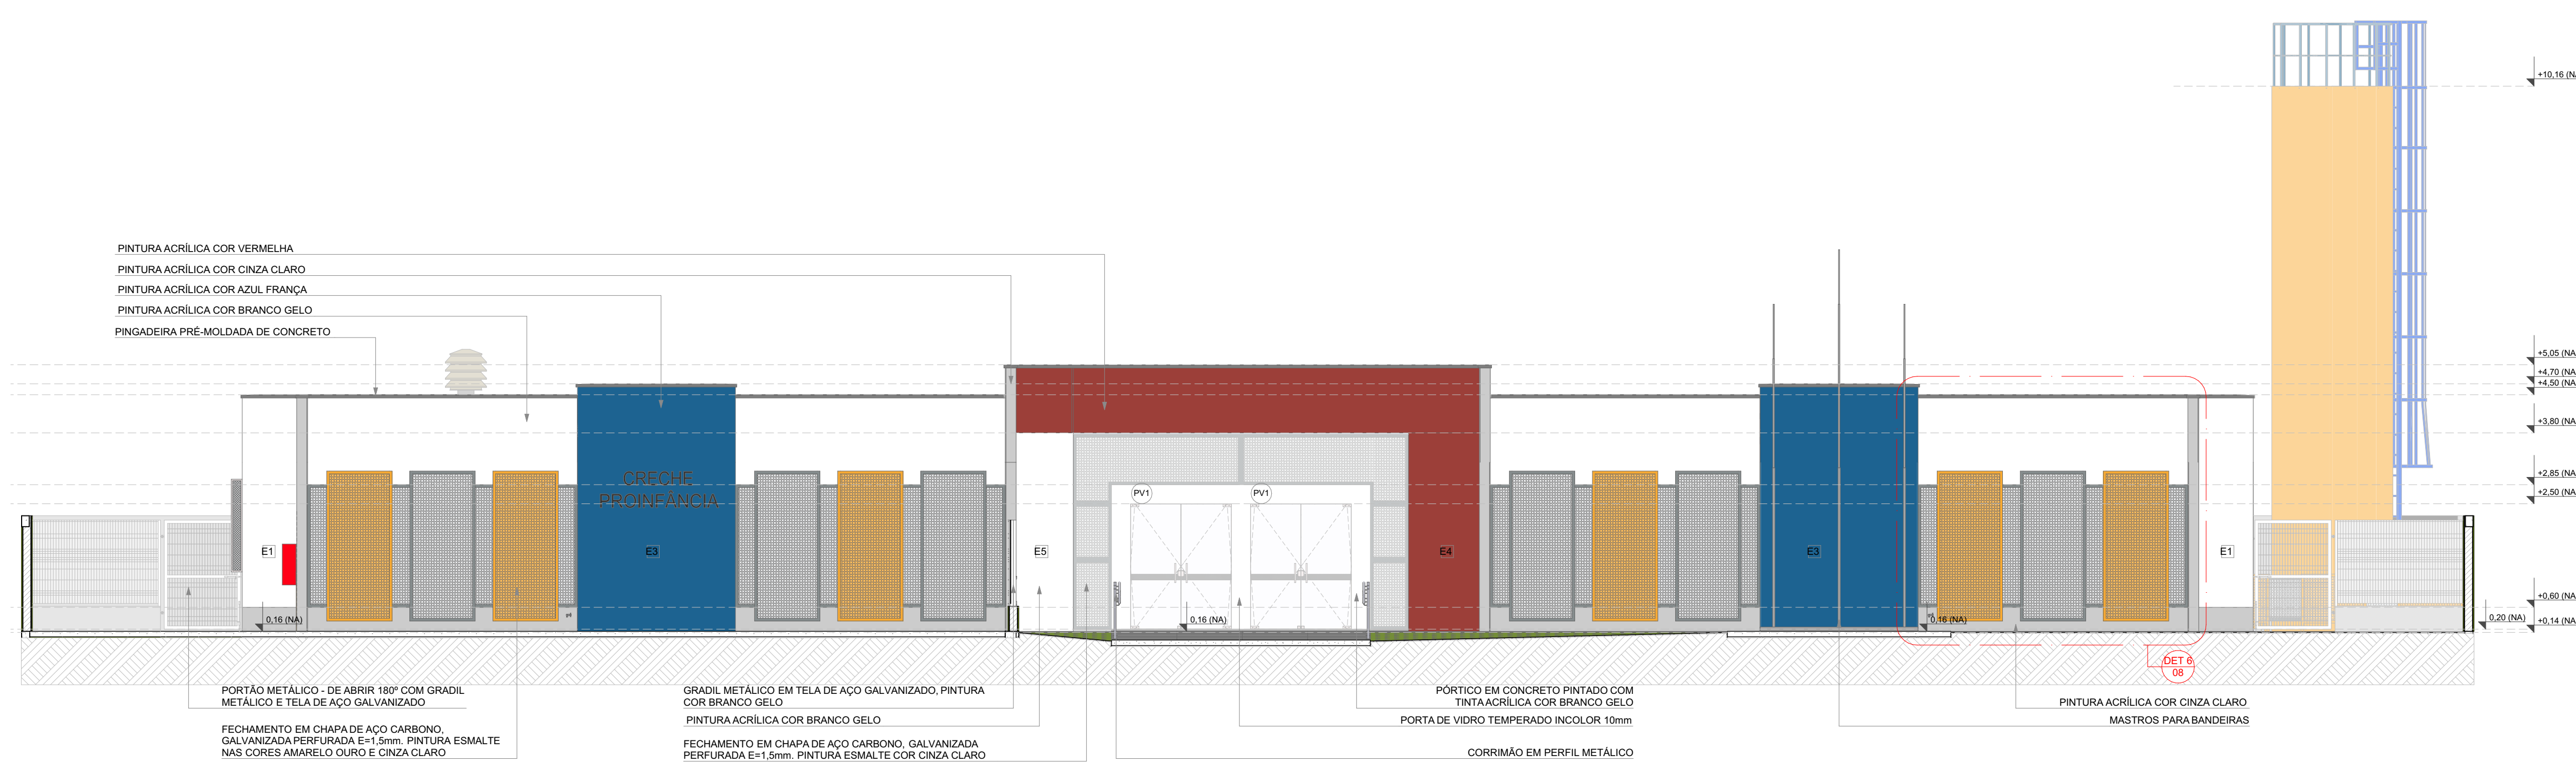 +10,16 (NA
PINTURA ACRÍLICA COR VERMELHA
PINTURA ACRÍLICA COR CINZA CLARO
PINTURA ACRÍLICA COR AZUL FRANÇA
PINTURA ACRÍLICA COR BRANCO GELO
PINGADEIRA PRÉ-MOLDADA DE CONCRETO
+5,05 (NA
+4,70 (NA
+4,50 (NA
+3,80 (NA
+2,85 (NA
+2,50 (NA
CRECHE
PROINFÂNCIA
PV1
PV1
E1
E3
E5
E4
E3
E1
+0,60 (NA
0,16 (NA)
0,16 (NA)
0,16 (NA)
0,20 (NA)
+0,14 (NA
DET 6
08
PORTÃO METÁLICO - DE ABRIR 180º COM GRADIL
METÁLICO E TELA DE AÇO GALVANIZADO
FECHAMENTO EM CHAPA DE AÇO CARBONO,
GALVANIZADA PERFURADA E=1,5mm. PINTURA ESMALTE
NAS CORES AMARELO OURO E CINZA CLARO
GRADIL METÁLICO EM TELA DE AÇO GALVANIZADO, PINTURA
COR BRANCO GELO
PINTURA ACRÍLICA COR BRANCO GELO
FECHAMENTO EM CHAPA DE AÇO CARBONO, GALVANIZADA
PERFURADA E=1,5mm. PINTURA ESMALTE COR CINZA CLARO
PÓRTICO EM CONCRETO PINTADO COM
TINTA ACRÍLICA COR BRANCO GELO
PORTA DE VIDRO TEMPERADO INCOLOR 10mm
CORRIMÃO EM PERFIL METÁLICO
PINTURA ACRÍLICA COR CINZA CLARO
MASTROS PARA BANDEIRAS